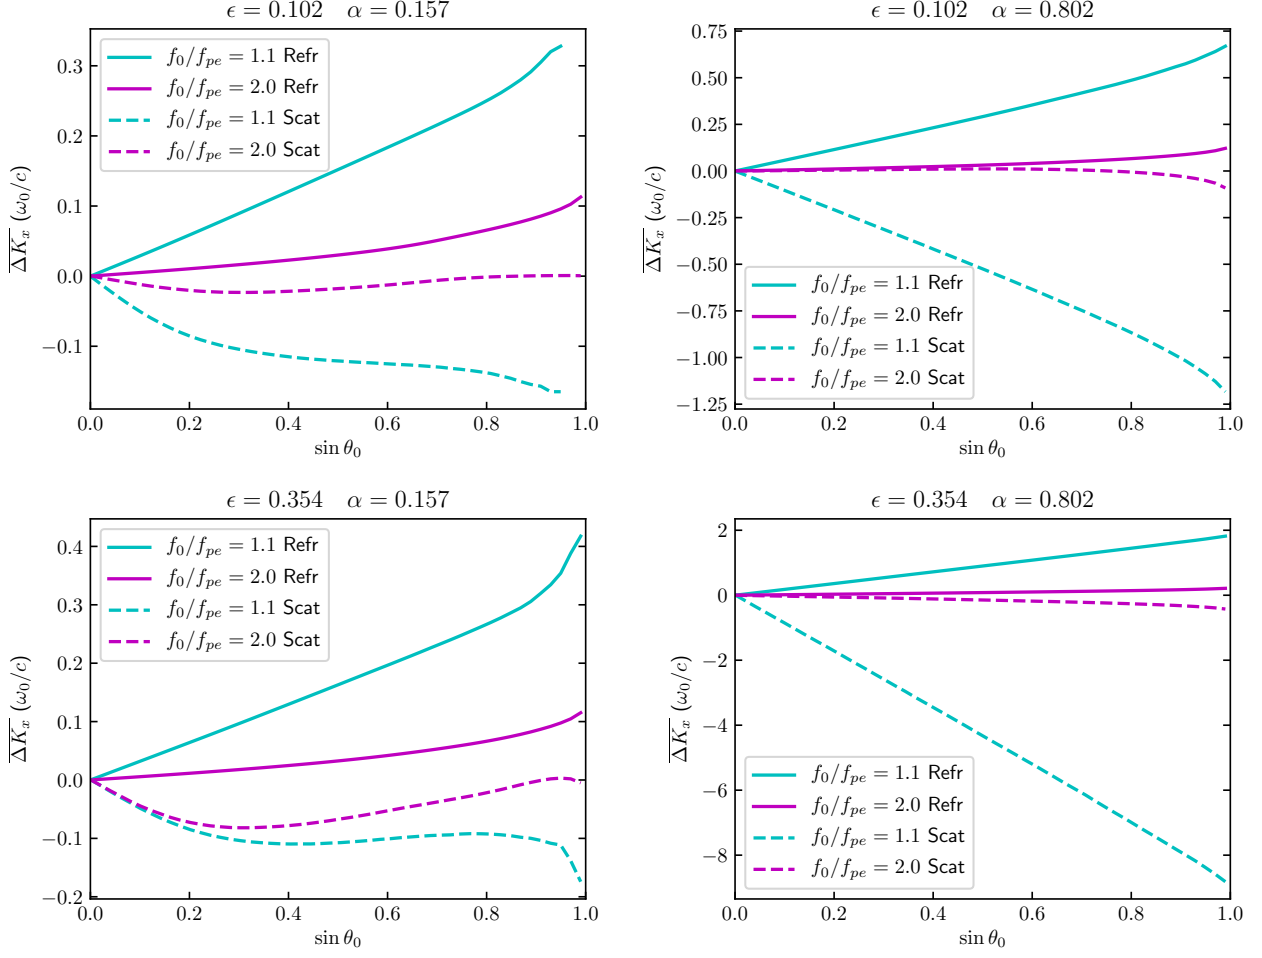 ϵ = 0.102 α = 0.157
0.3
0.2
0.1
0.0
−0.1
ΔK_x (ω_0/c)
f_0/f_pe = 1.1 Refr
f_0/f_pe = 2.0 Refr
f_0/f_pe = 1.1 Scat
f_0/f_pe = 2.0 Scat
0.0 0.2 0.4 0.6 0.8 1.0
sin θ_0
ϵ = 0.102 α = 0.802
0.75
0.50
0.25
0.00
−0.25
−0.50
−0.75
−1.00
−1.25
ΔK_x (ω_0/c)
f_0/f_pe = 1.1 Refr
f_0/f_pe = 2.0 Refr
f_0/f_pe = 1.1 Scat
f_0/f_pe = 2.0 Scat
0.0 0.2 0.4 0.6 0.8 1.0
sin θ_0
ϵ = 0.354 α = 0.157
0.4
0.3
0.2
0.1
0.0
−0.1
−0.2
ΔK_x (ω_0/c)
f_0/f_pe = 1.1 Refr
f_0/f_pe = 2.0 Refr
f_0/f_pe = 1.1 Scat
f_0/f_pe = 2.0 Scat
0.0 0.2 0.4 0.6 0.8 1.0
sin θ_0
ϵ = 0.354 α = 0.802
2
0
−2
−4
−6
−8
ΔK_x (ω_0/c)
f_0/f_pe = 1.1 Refr
f_0/f_pe = 2.0 Refr
f_0/f_pe = 1.1 Scat
f_0/f_pe = 2.0 Scat
0.0 0.2 0.4 0.6 0.8 1.0
sin θ_0